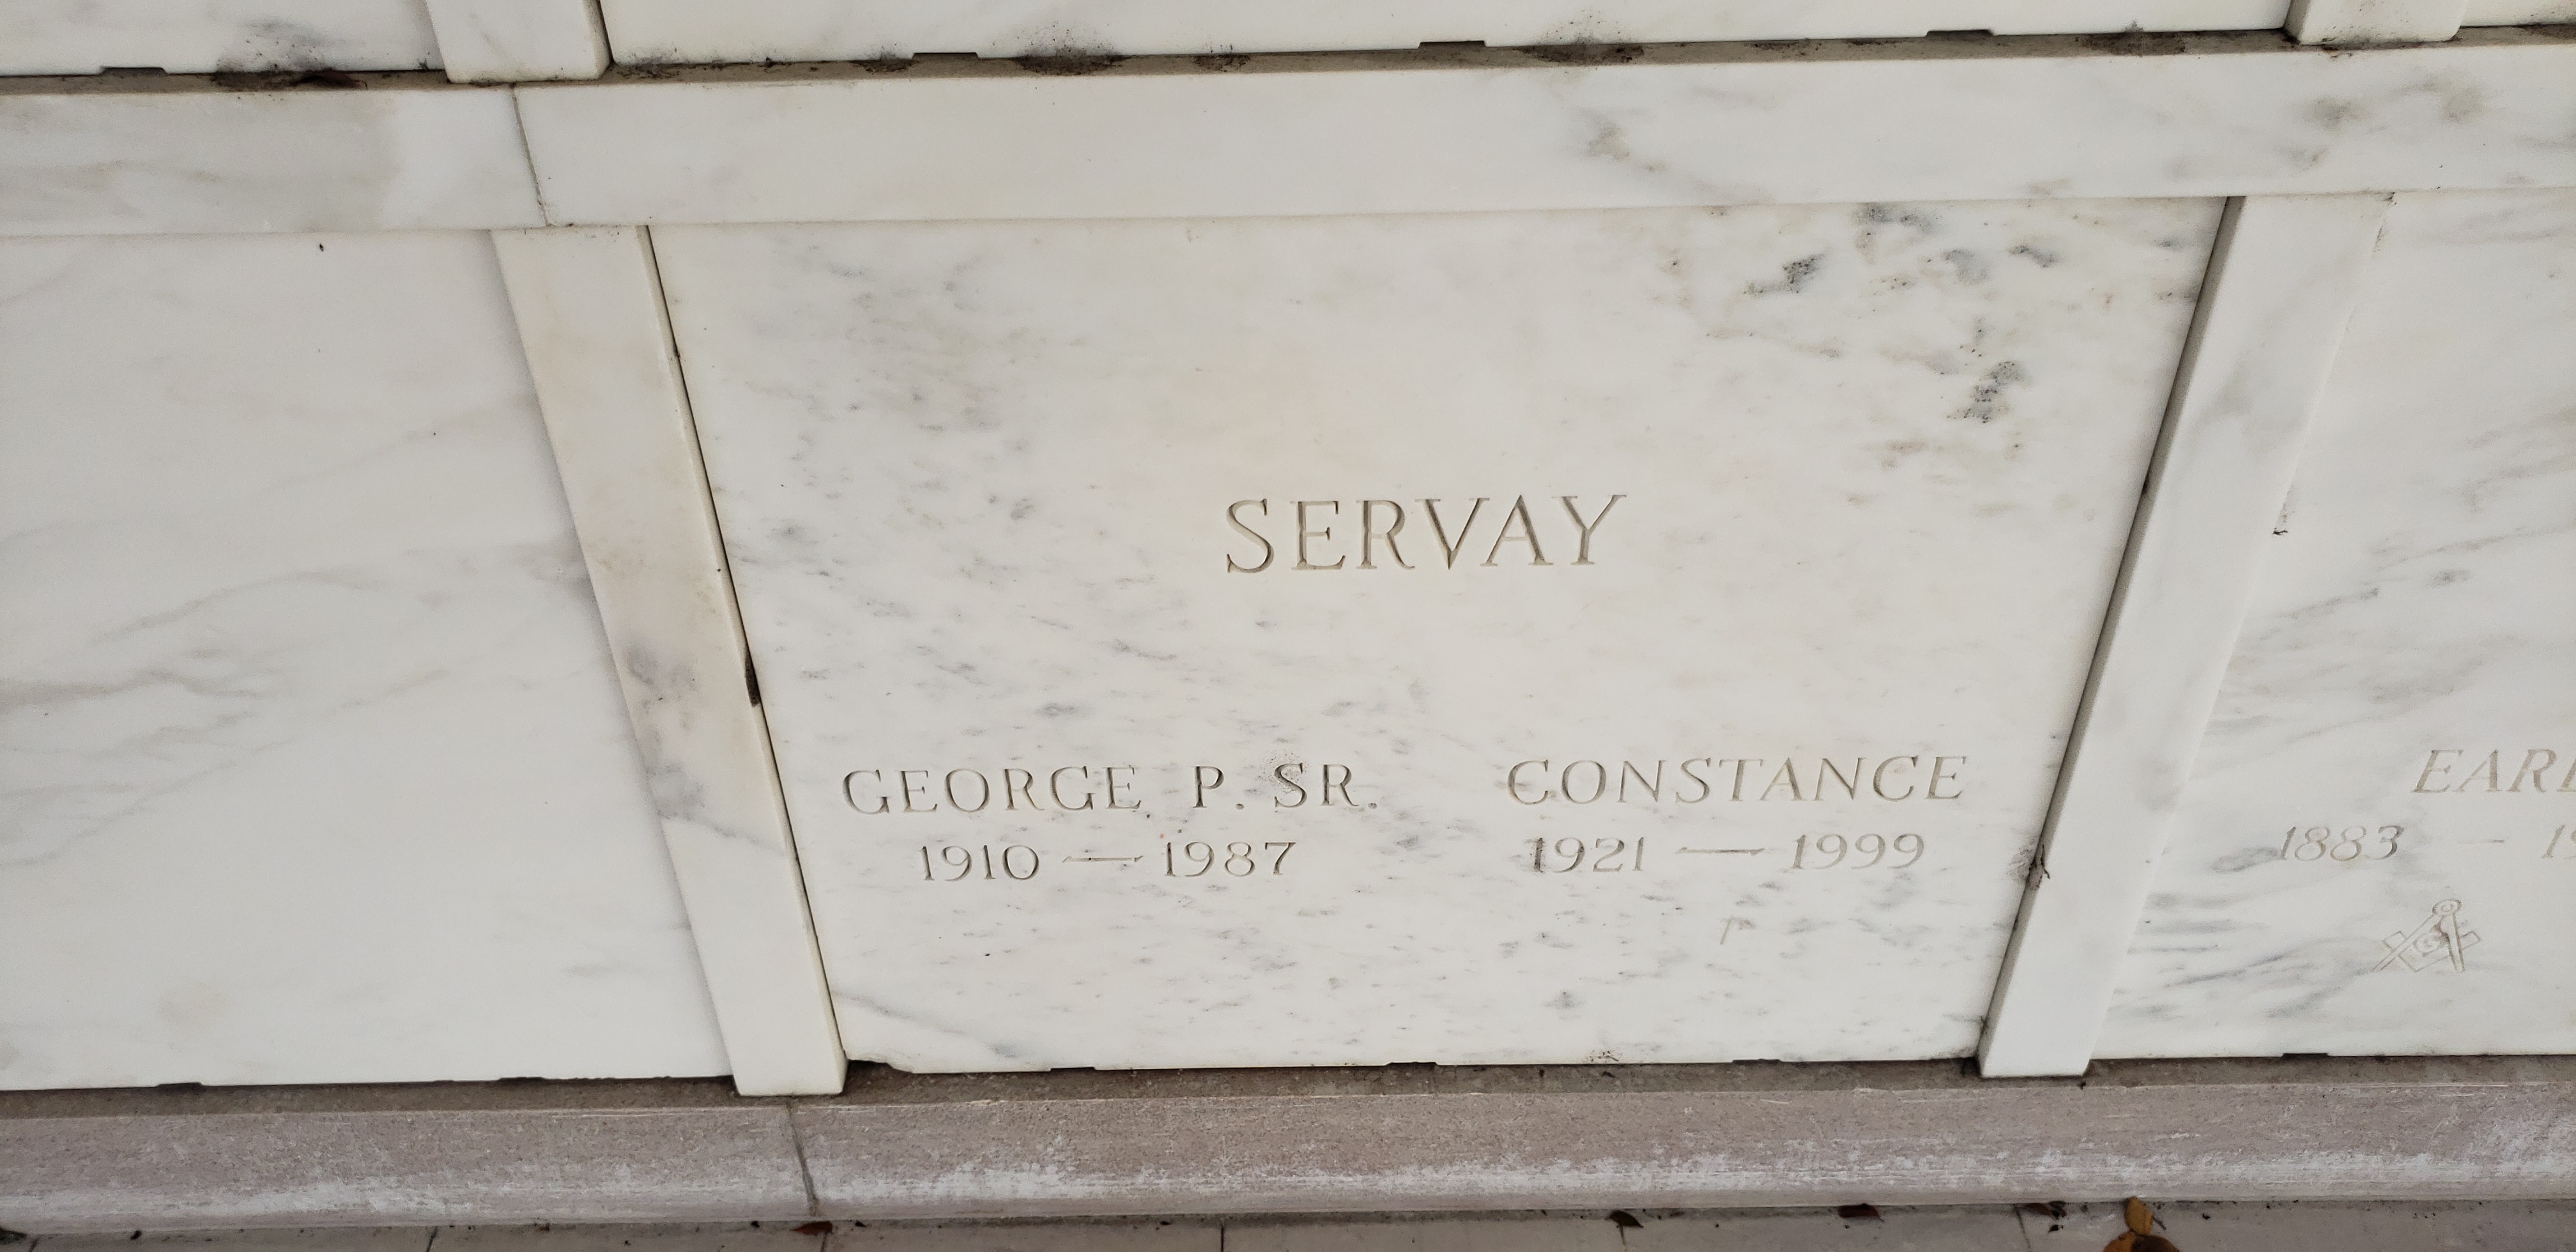 SERVAY
GEORGE P. SR. CONSTANCE
1910 — 1987 1921 — 1999
1883 —
G